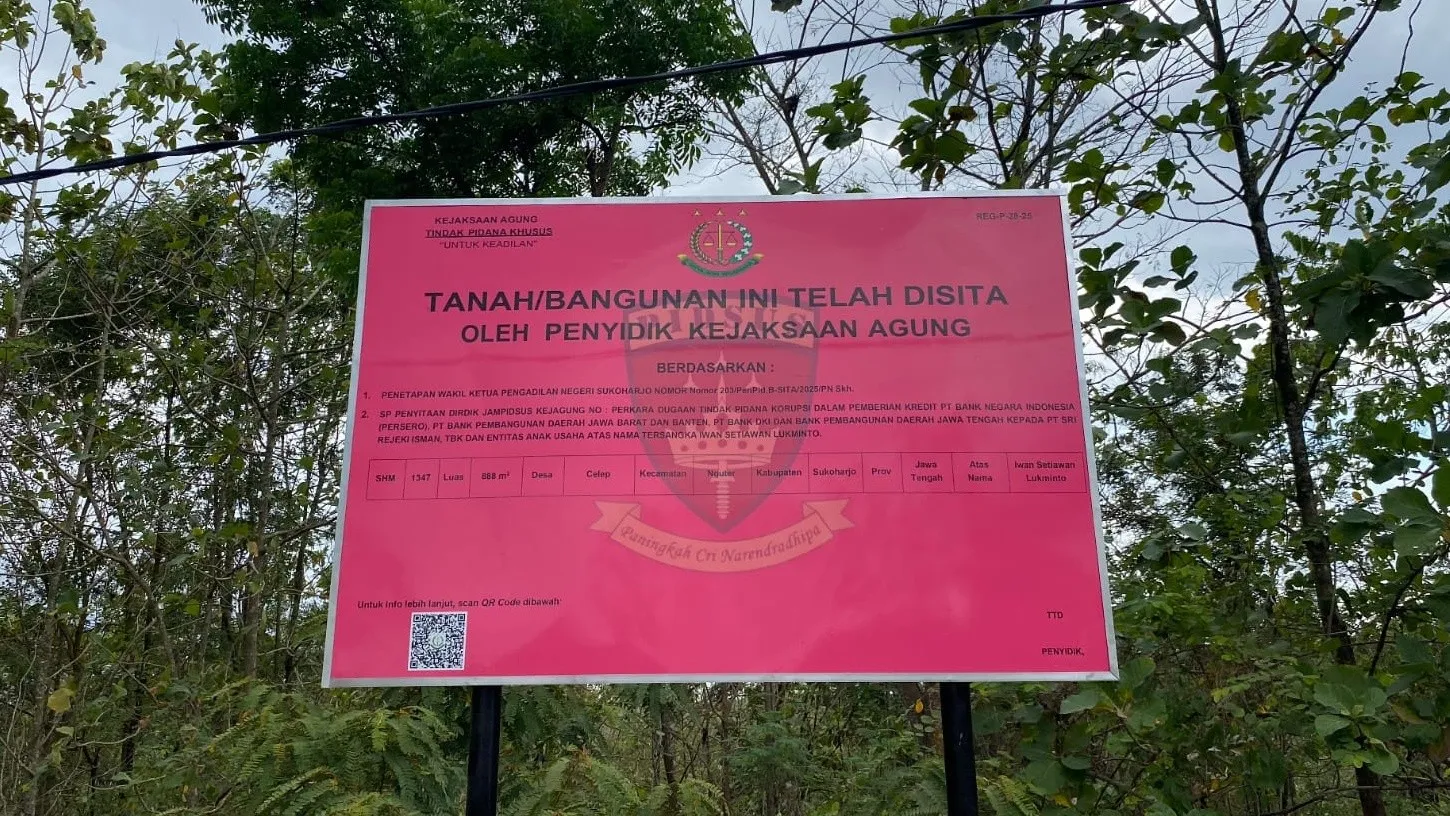 KEJAKSAAN AGUNG
TINDAK PIDANA KHUSUS
"UNTUK KEADILAN"
REG-P-28-25
TANAH/BANGUNAN INI TELAH DISITA
OLEH PENYIDIK KEJAKSAAN AGUNG
PIDSUS
BERDASARKAN :
1. PENETAPAN WAKIL KETUA PENGADILAN NEGERI SUKOHARJO NOMOR Nomor 203/PenPid.B-SITA/2025/PN Skh.
2. SP PENYITAAN DIRDIK JAMPIDSUS KEJAGUNG NO : PERKARA DUGAAN TINDAK PIDANA KORUPSI DALAM PEMBERIAN KREDIT PT BANK NEGARA INDONESIA
(PERSERO), PT BANK PEMBANGUNAN DAERAH JAWA BARAT DAN BANTEN, PT BANK DKI DAN BANK PEMBANGUNAN DAERAH JAWA TENGAH KEPADA PT SRI
REJEKI ISMAN, TBK DAN ENTITAS ANAK USAHA ATAS NAMA TERSANGKA IWAN SETIAWAN LUKMINTO.
SHM 1347 Luas 888 m² Desa Celep Kecamatan Nguter Kabupaten Sukoharjo Prov Jawa Tengah Atas Nama Iwan Setiawan Lukminto
Paningkah Cri Narendradhipa
Untuk Info lebih lanjut, scan QR Code dibawah:
TTD
PENYIDIK,